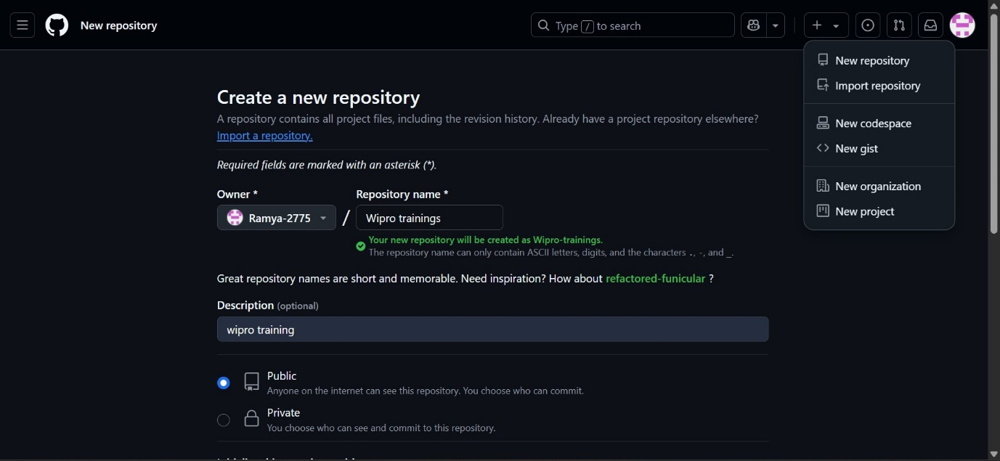 New repository
Type / to search
New repository
Import repository
New codespace
New gist
New organization
New project
Create a new repository
A repository contains all project files, including the revision history. Already have a project repository elsewhere?
Import a repository.
Required fields are marked with an asterisk (*).
Owner * Repository name *
Ramya-2775 / Wipro trainings
Your new repository will be created as Wipro-trainings.
The repository name can only contain ASCII letters, digits, and the characters ., -, and _.
Great repository names are short and memorable. Need inspiration? How about refactored-funicular ?
Description (optional)
wipro training
Public
Anyone on the internet can see this repository. You choose who can commit.
Private
You choose who can see and commit to this repository.